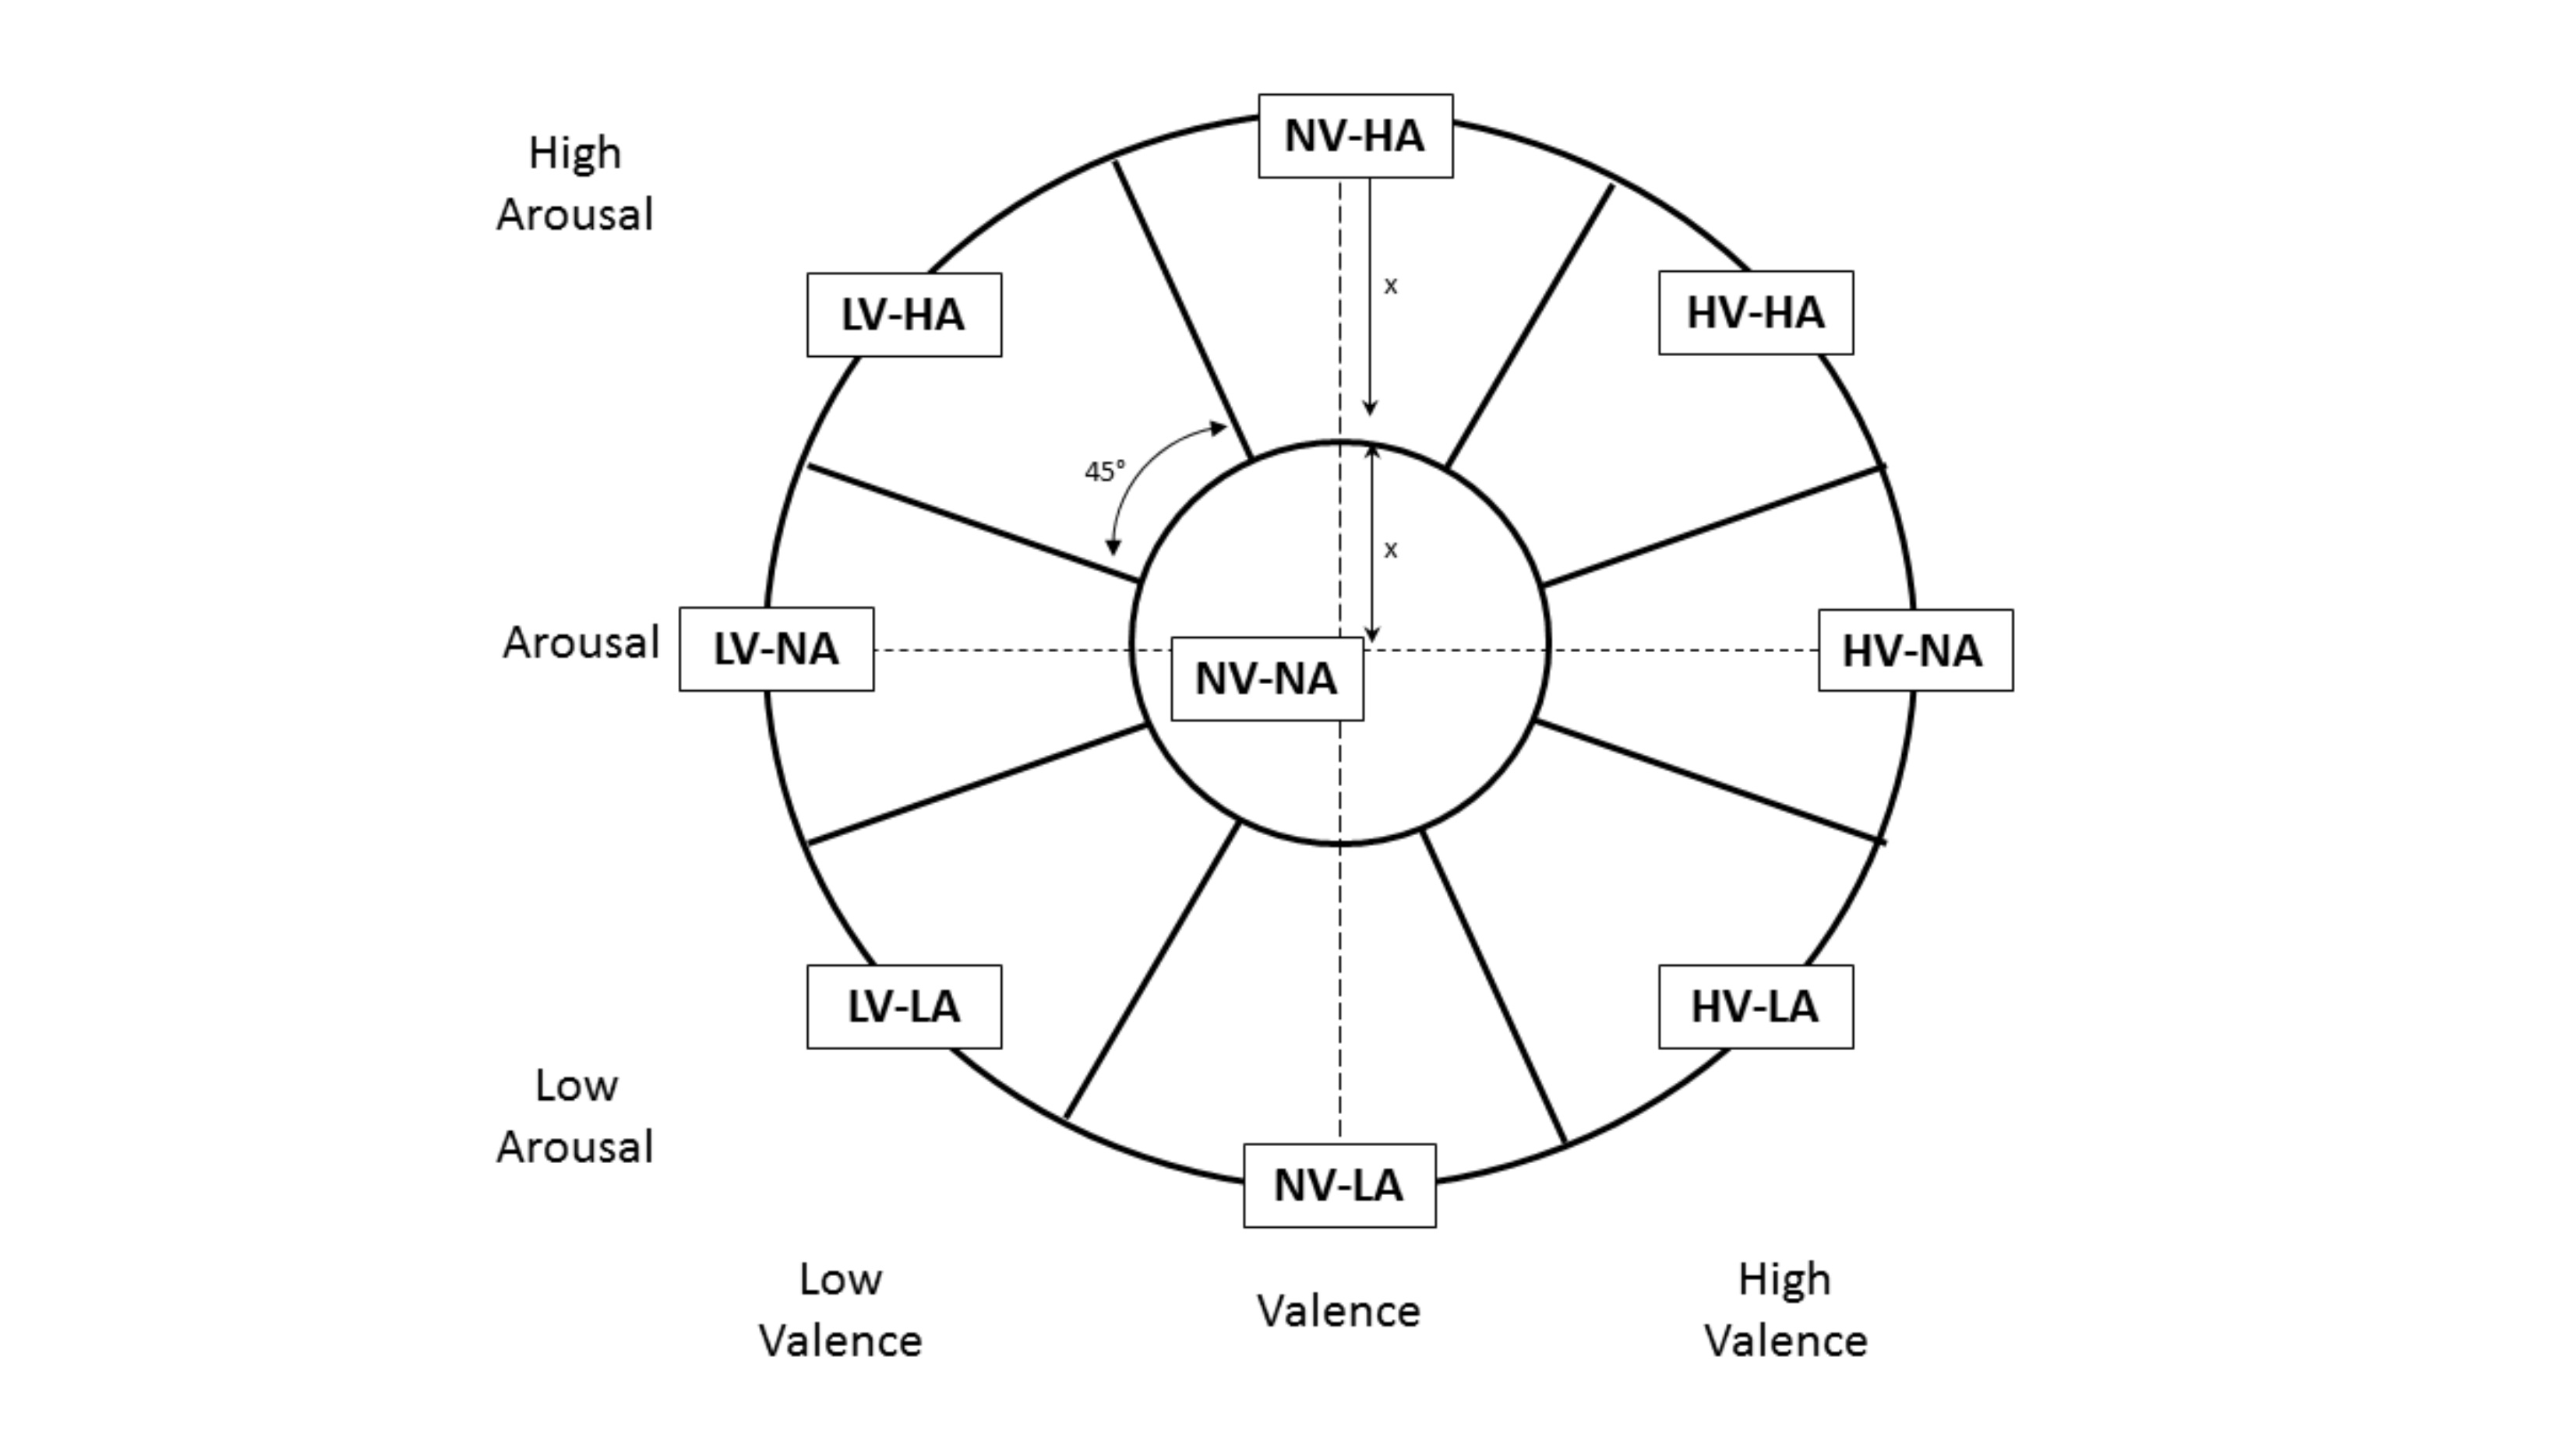 NV-HA
High
Arousal
LV-HA
HV-HA
x
45°
x
Arousal
LV-NA
NV-NA
HV-NA
LV-LA
HV-LA
Low
Arousal
NV-LA
Low
Valence
Valence
High
Valence